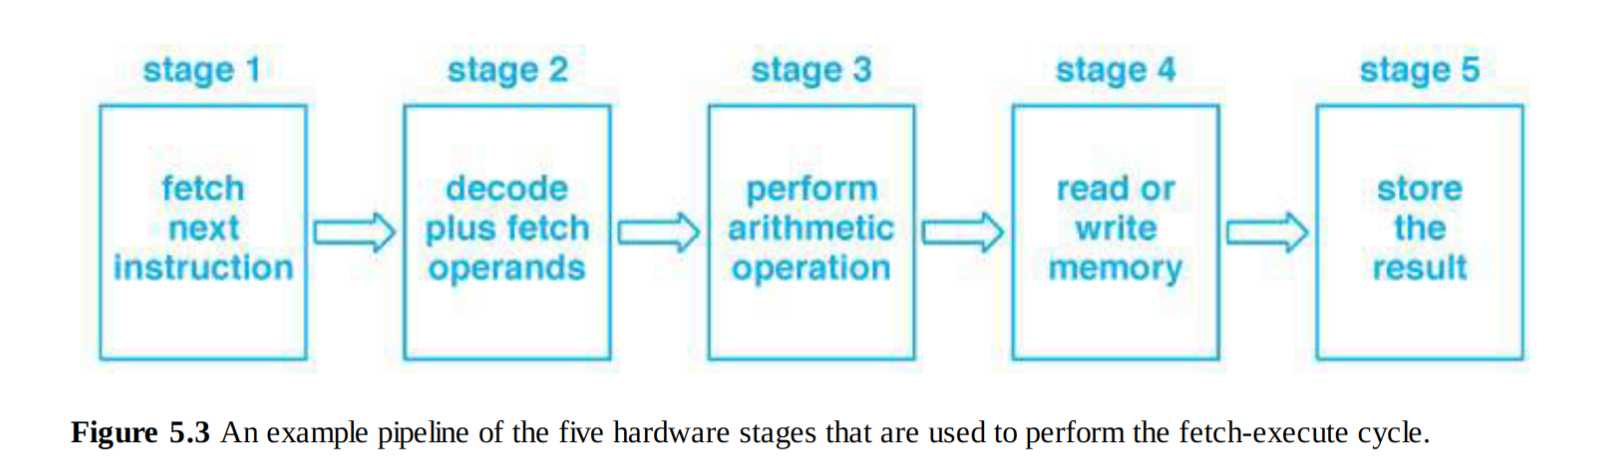 stage 1
stage 2
stage 3
stage 4
stage 5
fetch
next
instruction
decode
plus fetch
operands
perform
arithmetic
operation
read or
write
memory
store
the
result
Figure 5.3 An example pipeline of the five hardware stages that are used to perform the fetch-execute cycle.